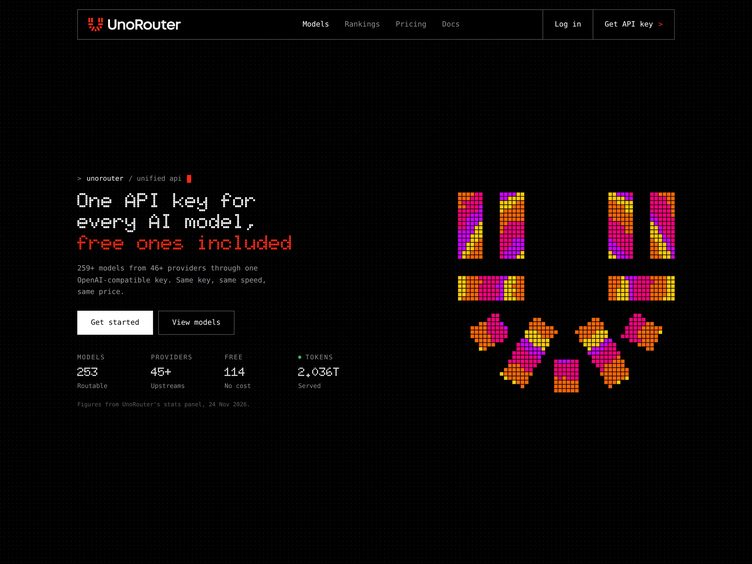 UnoRouter
Models Rankings Pricing Docs
Log in
Get API key >
> unorouter / unified api
One API key for
every AI model,
free ones included
259+ models from 46+ providers through one
OpenAI-compatible key. Same key, same speed,
same price.
Get started
View models
MODELS PROVIDERS FREE TOKENS
253 45+ 114 2,036T
Routable Upstreams No cost Served
Figures from UnoRouter's stats panel, 24 Nov 2026.